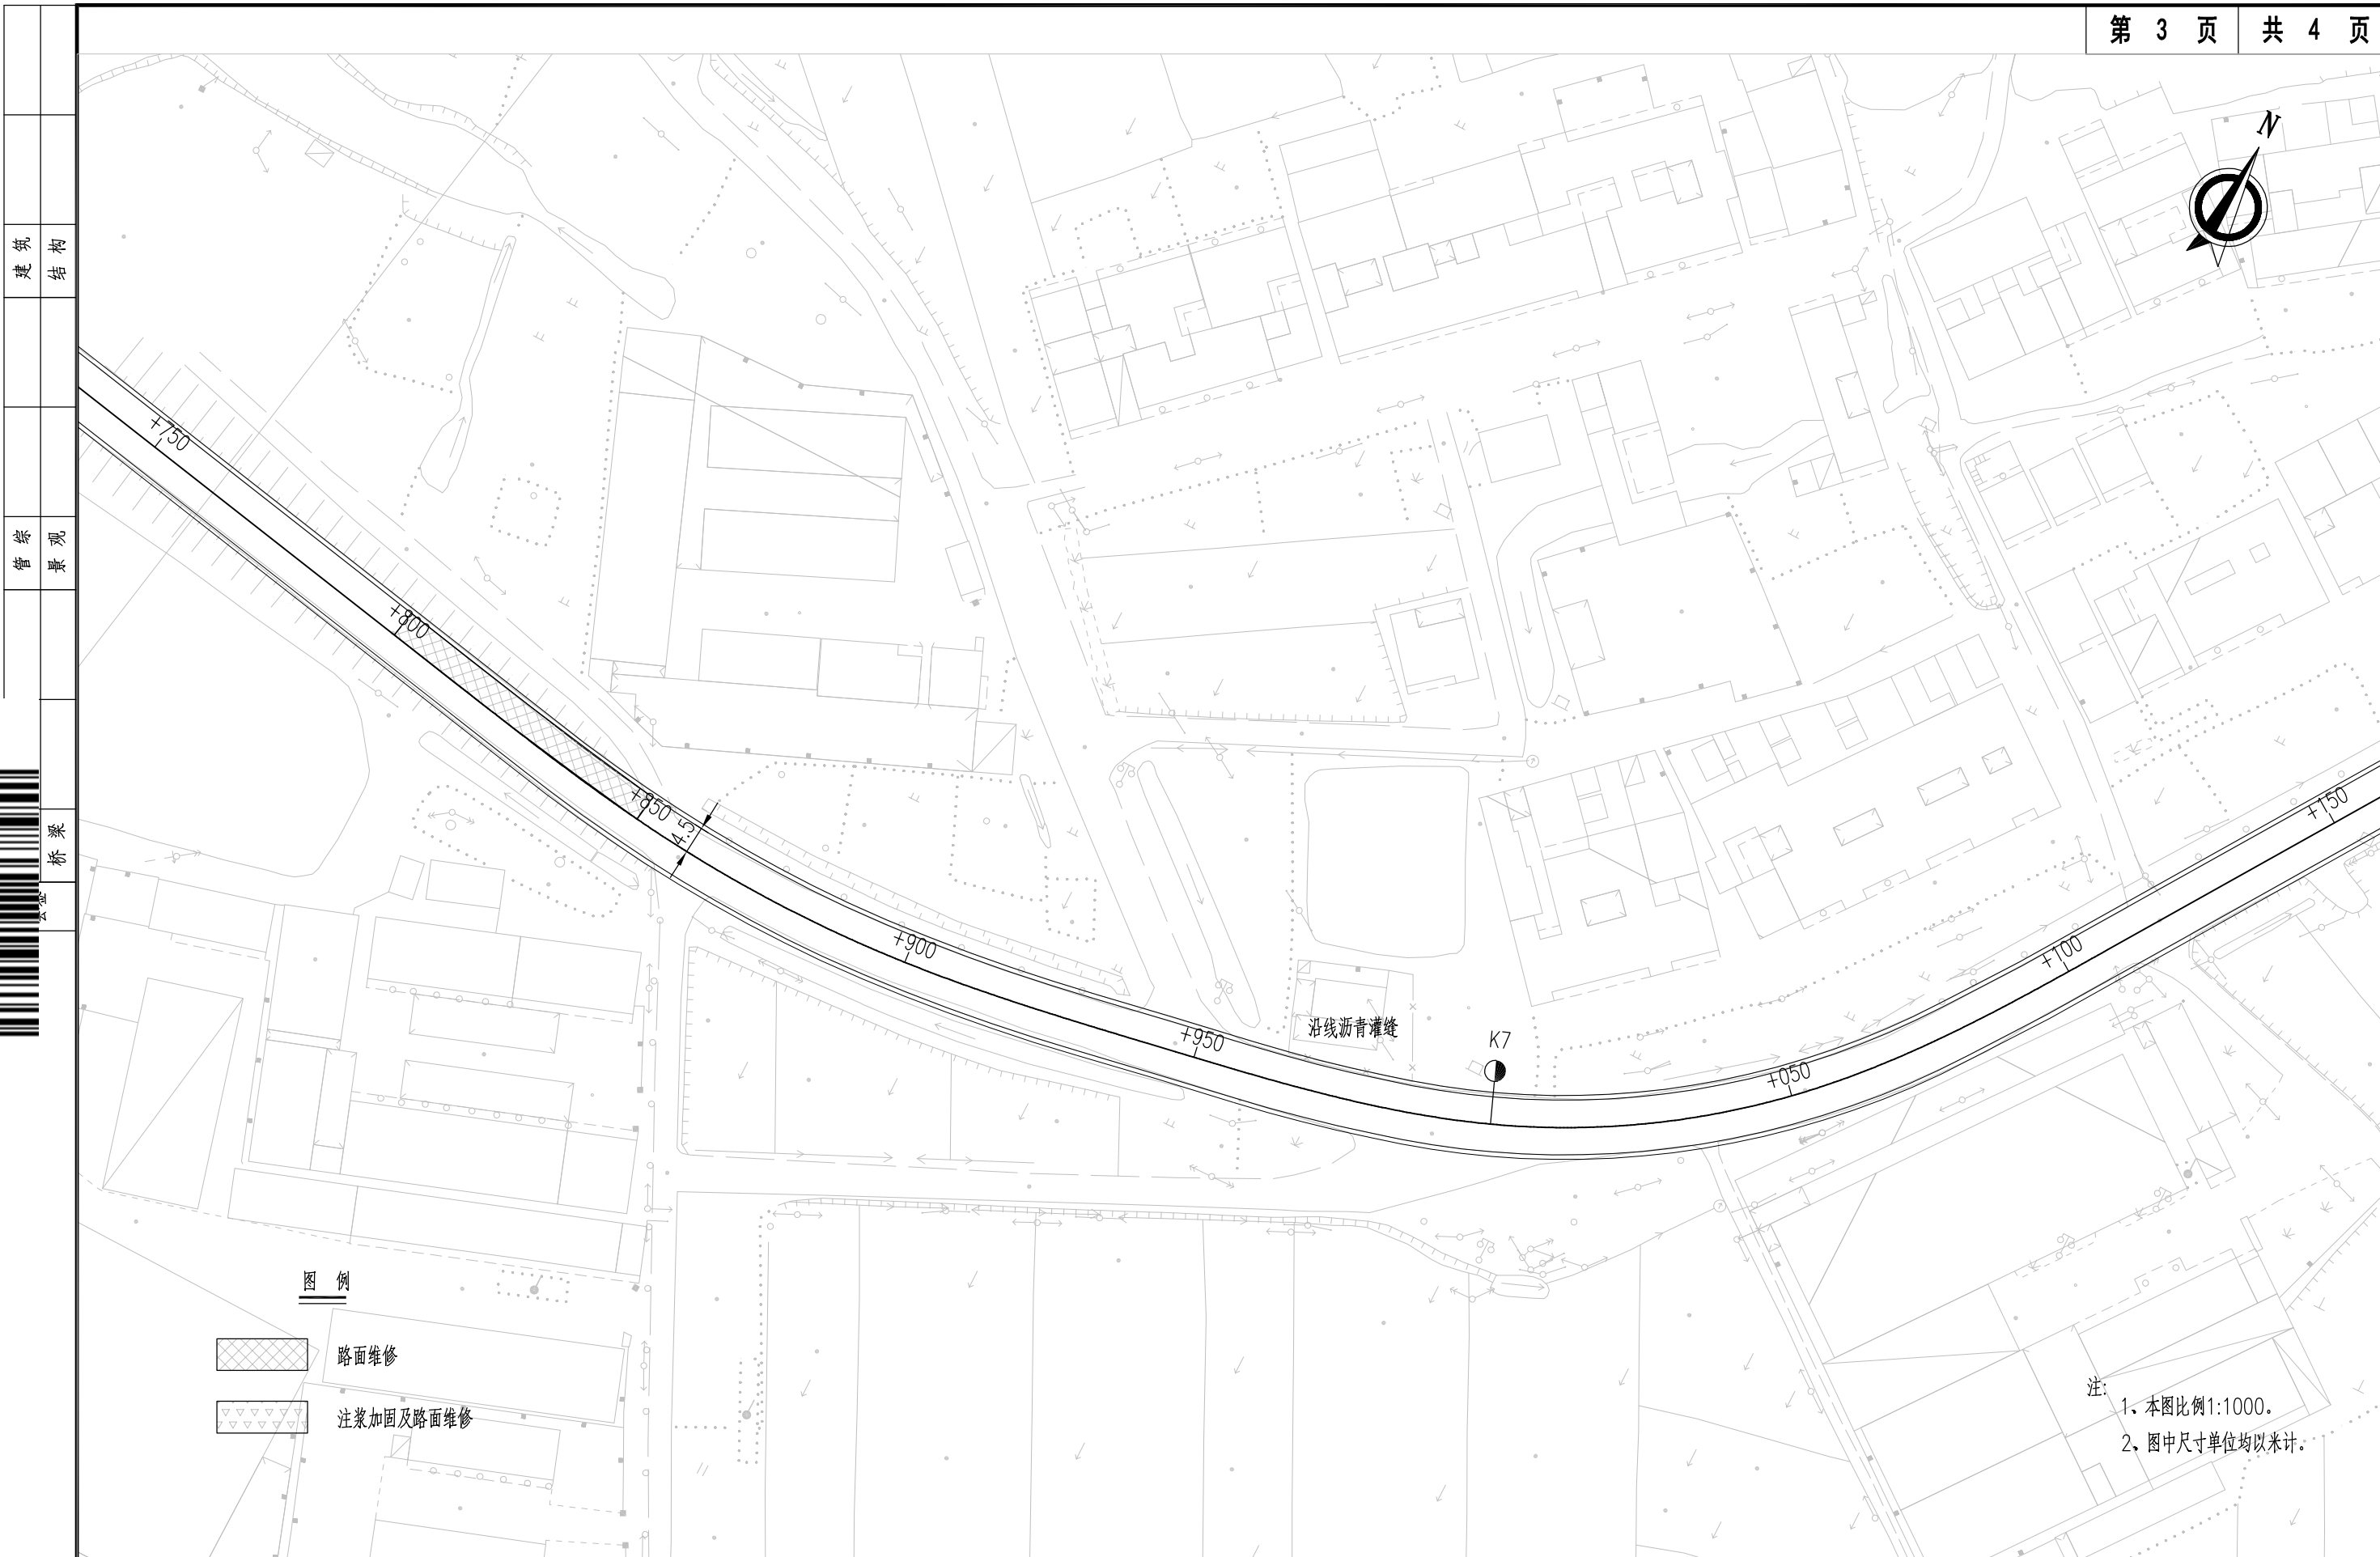 第 3 页 共 4 页
建筑
结构
管综
景观
桥梁
N
+750
+800
+850
4.5
+900
+950
沿线沥青灌缝
K7
+050
+100
+150
图 例
路面维修
注浆加固及路面维修
注:
1、本图比例1:1000。
2、图中尺寸单位均以米计。